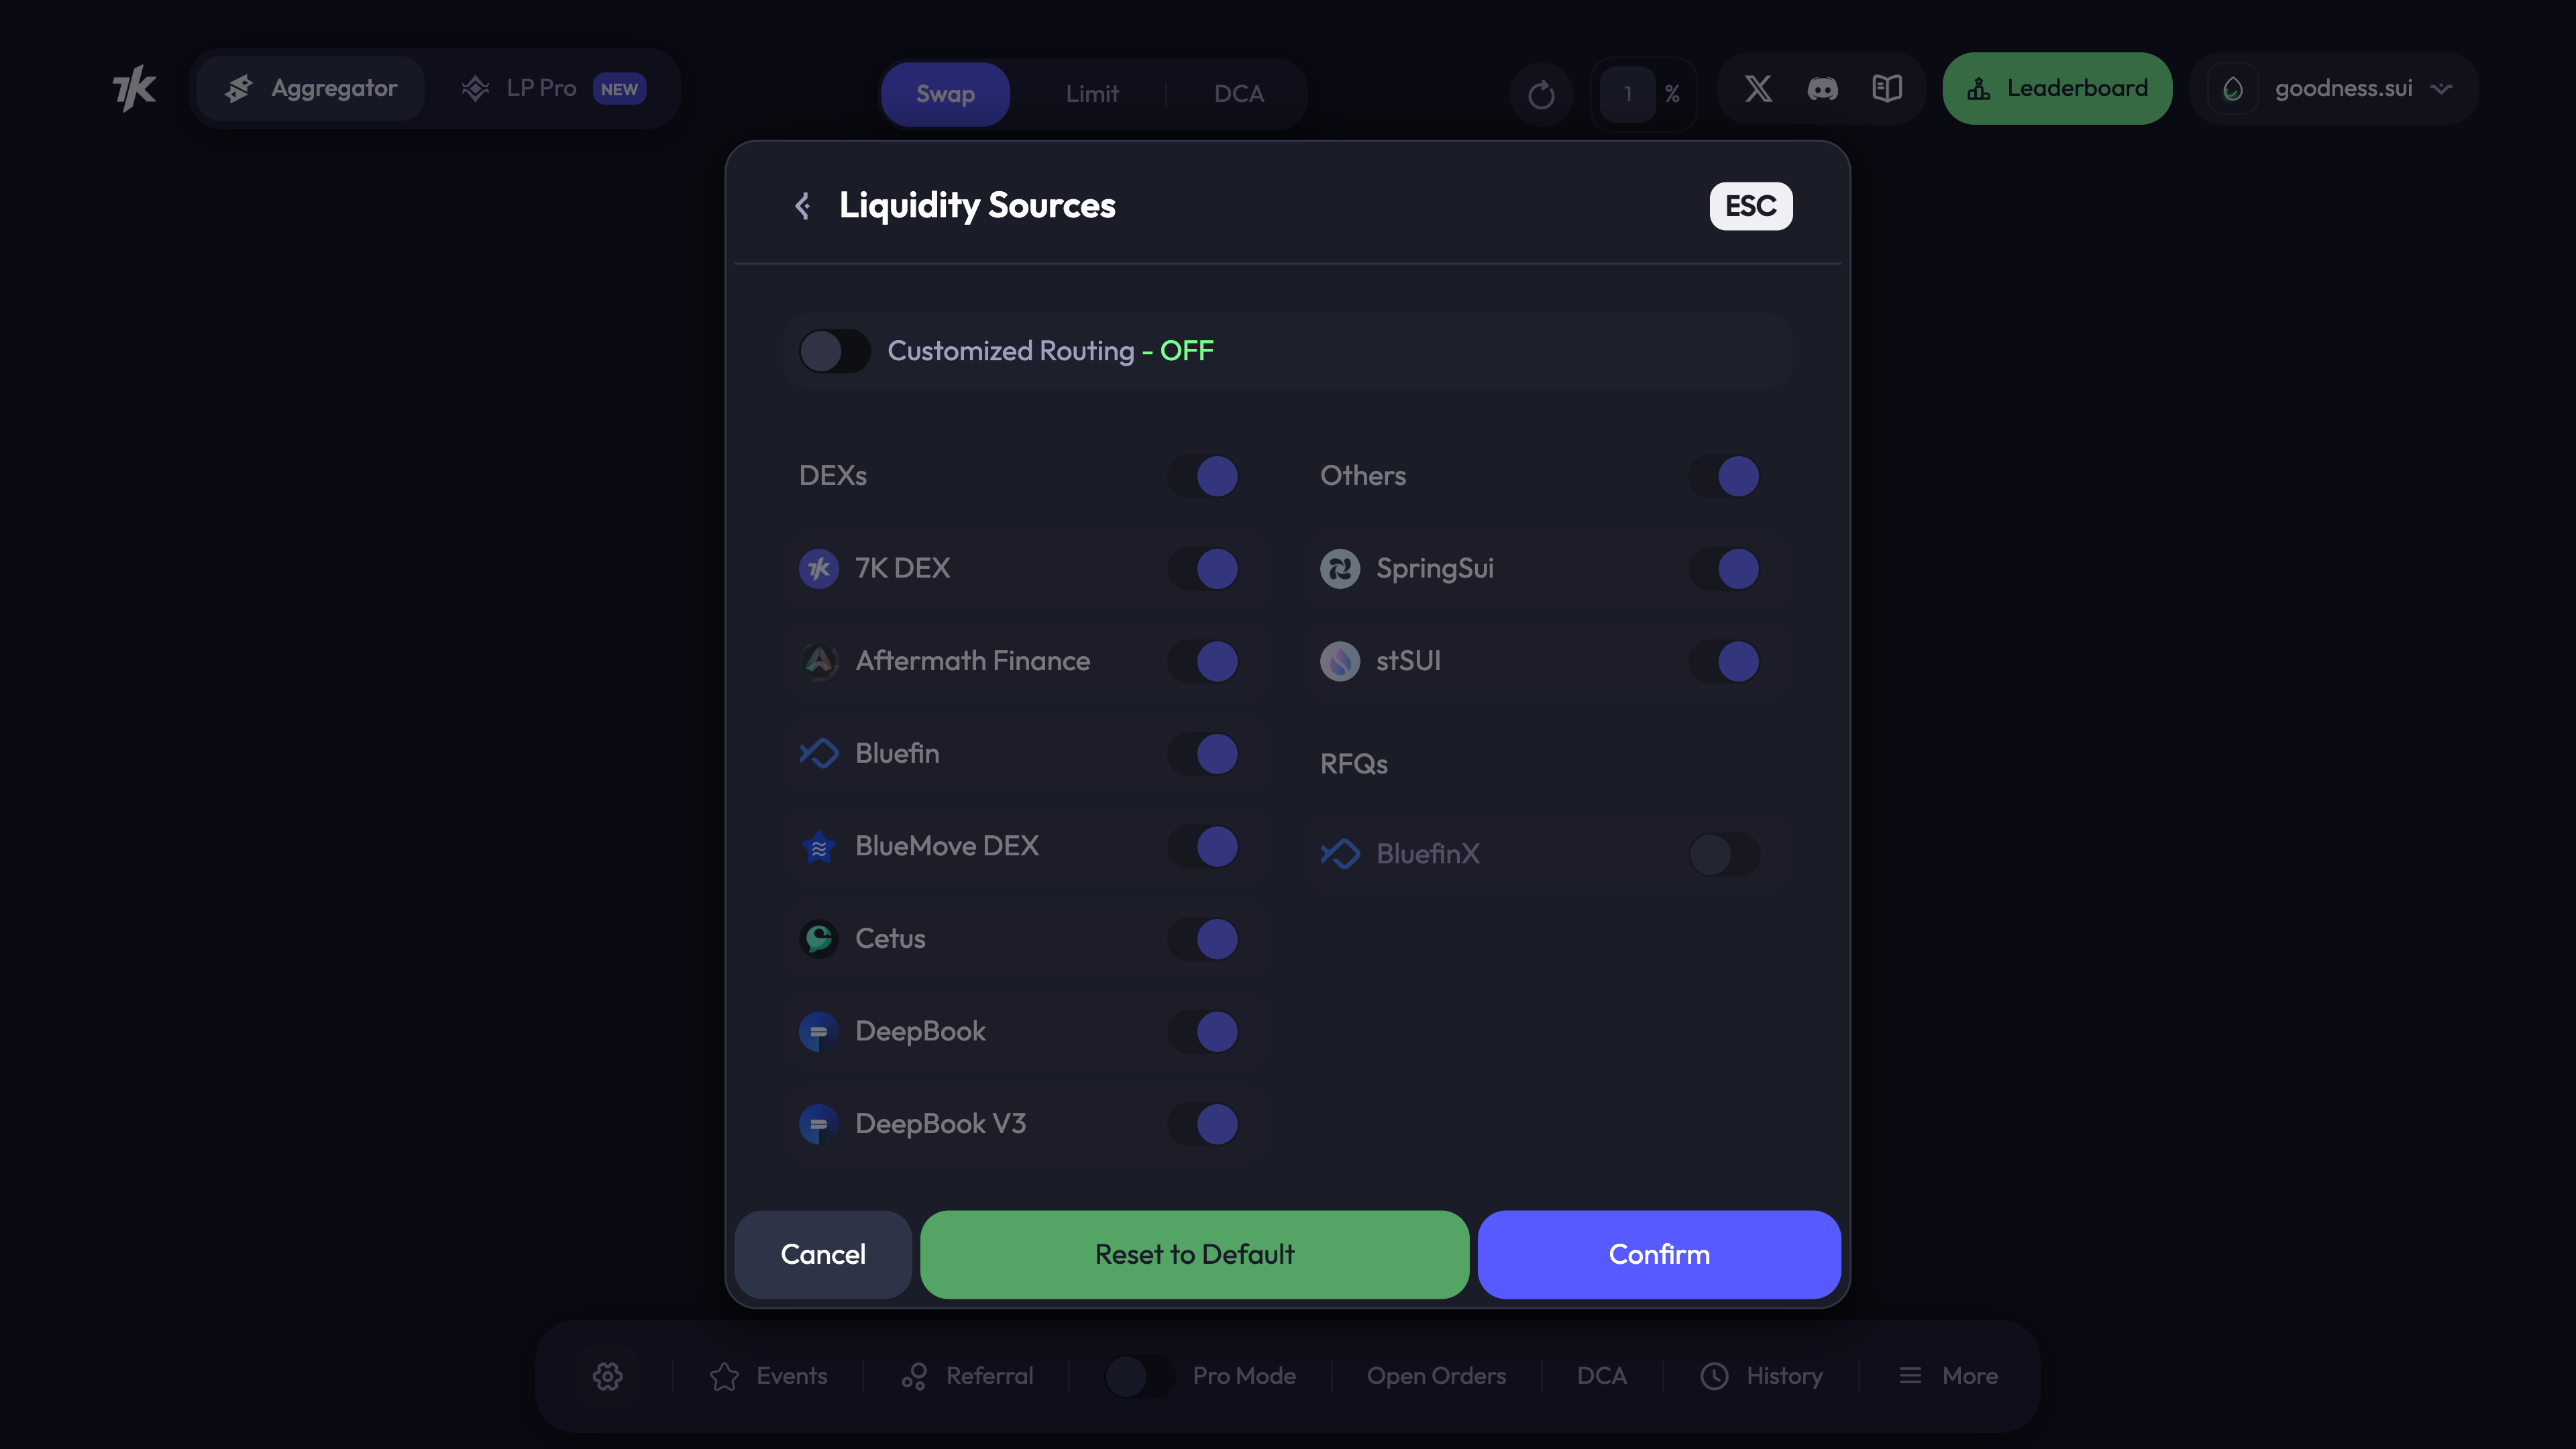 7K
Aggregator
LP Pro NEW
Swap
Limit
DCA
1 %
Leaderboard
goodness.sui
Liquidity Sources
ESC
Customized Routing - OFF
DEXs
7K DEX
Aftermath Finance
Bluefin
BlueMove DEX
Cetus
DeepBook
DeepBook V3
Others
SpringSui
stSUI
RFQs
BluefinX
Cancel
Reset to Default
Confirm
Events
Referral
Pro Mode
Open Orders
DCA
History
More